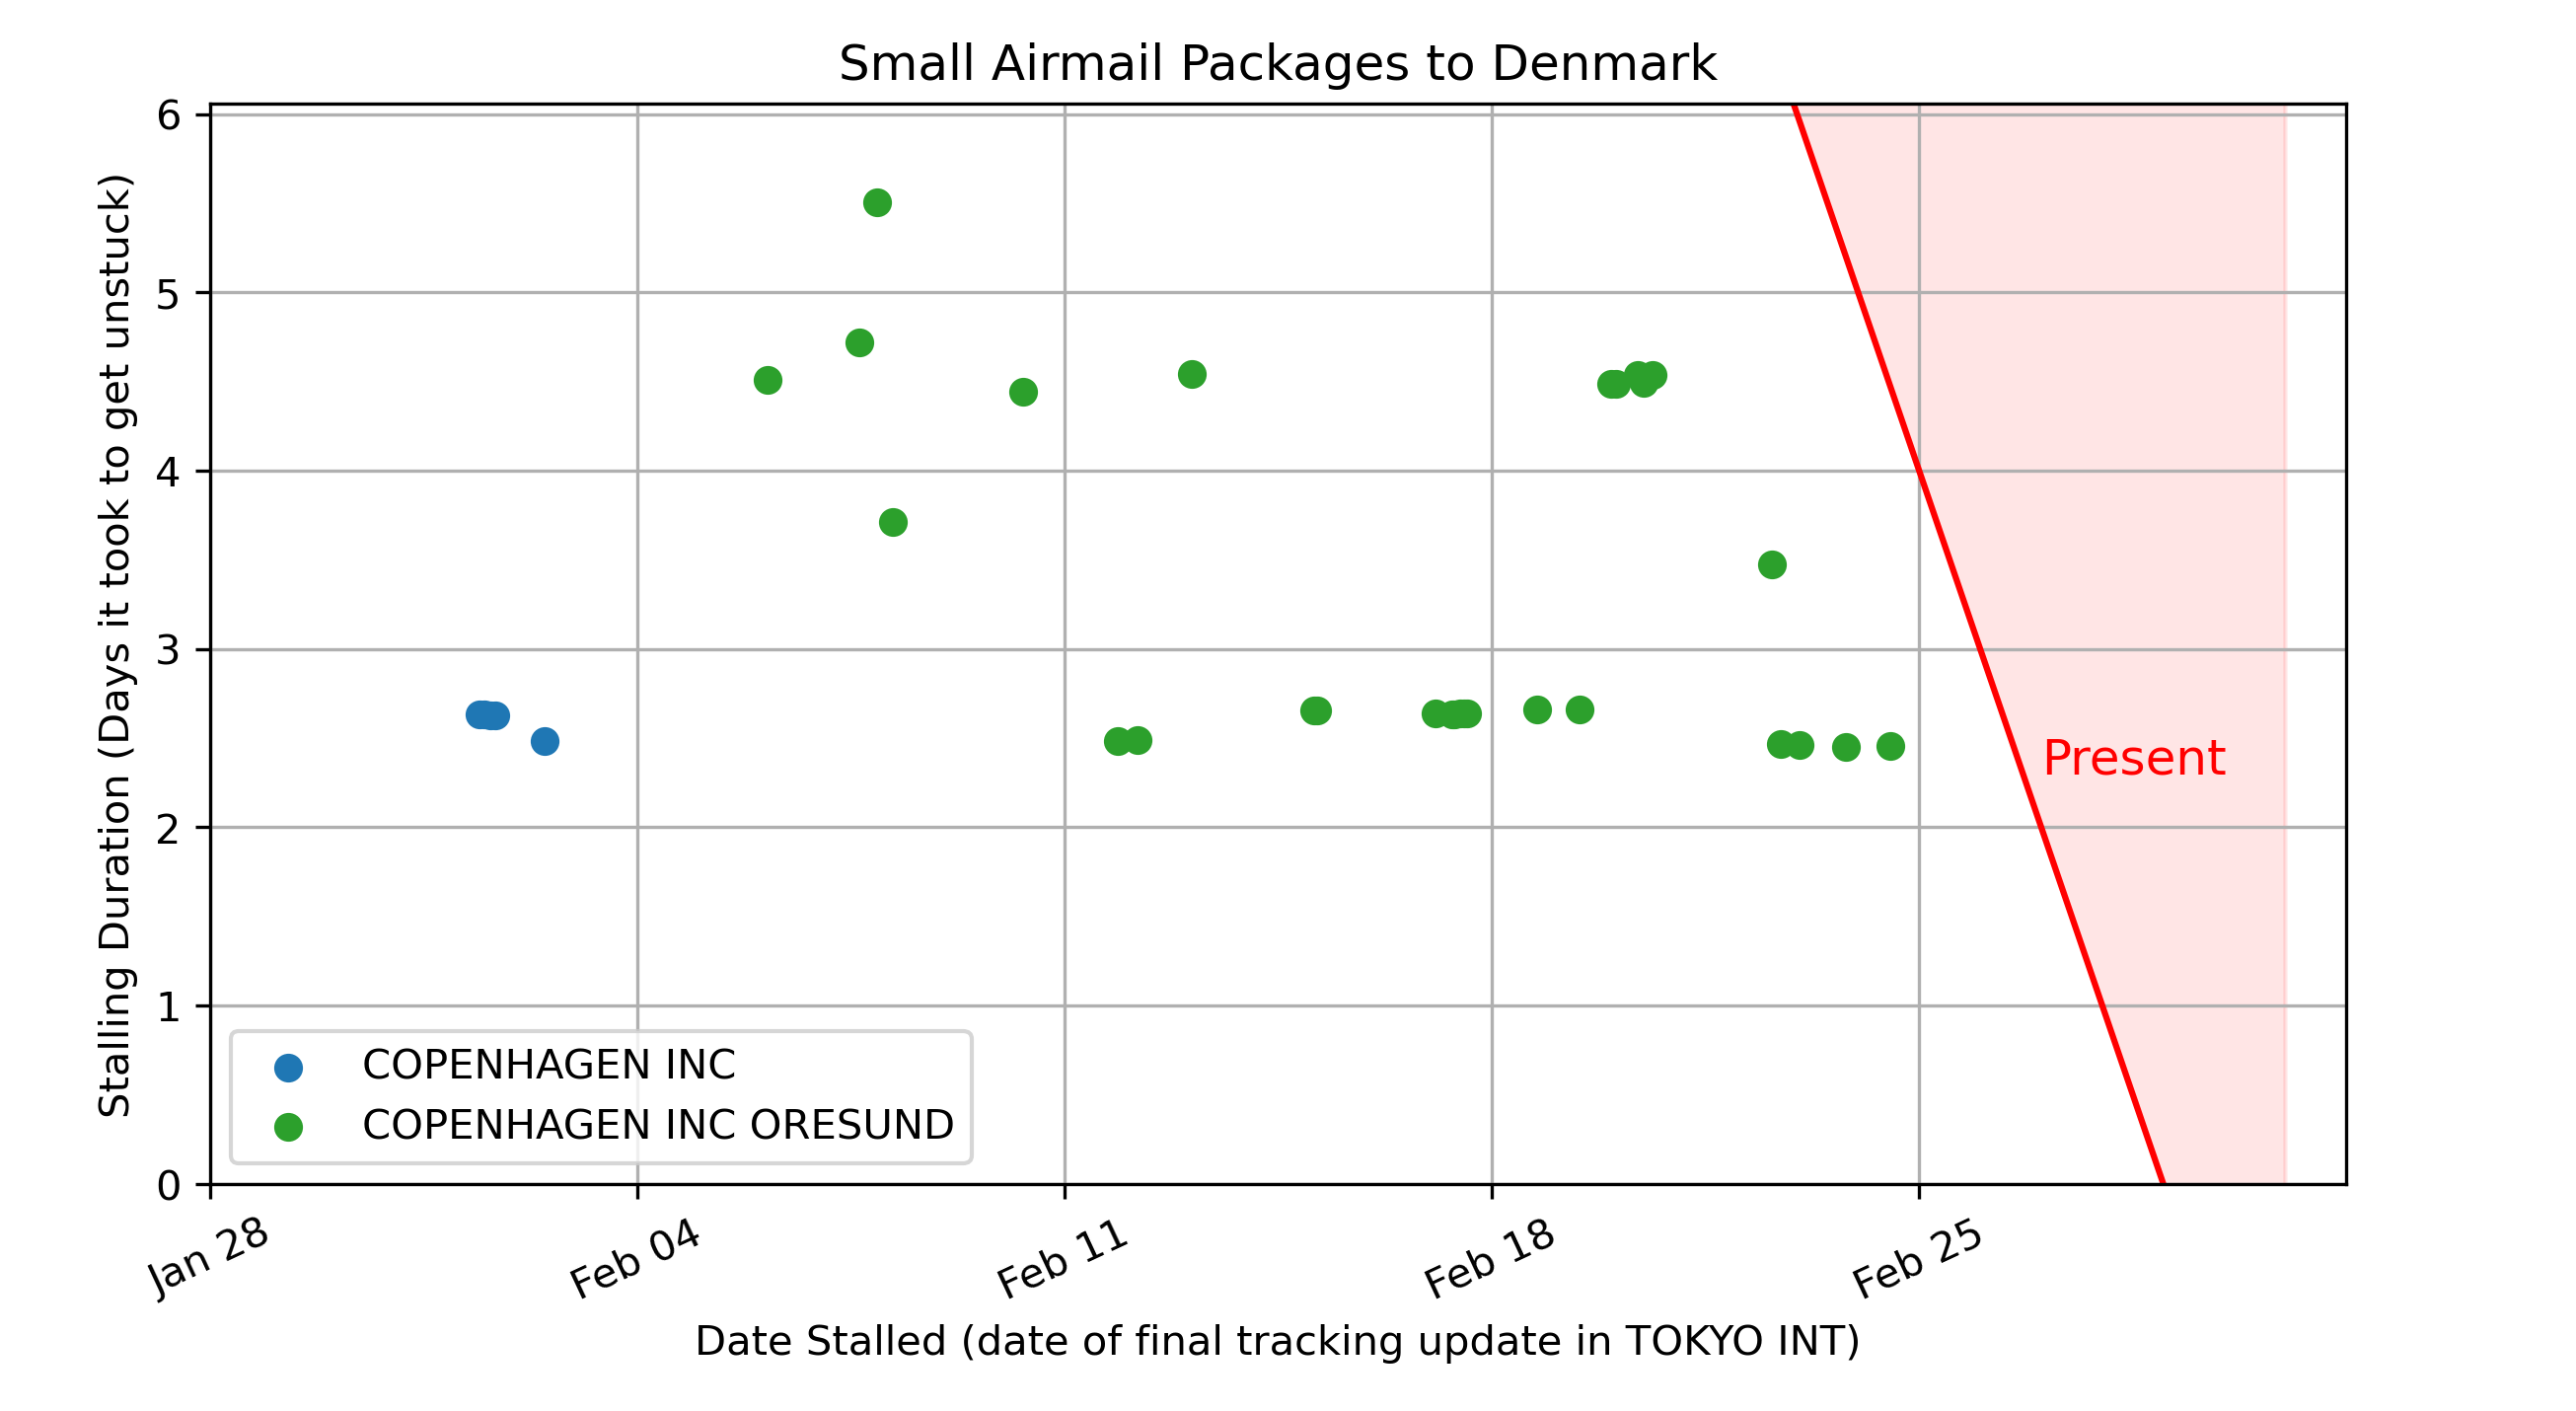 Small Airmail Packages to Denmark
Stalling Duration (Days it took to get unstuck)
6
5
4
3
2
1
0
Present
COPENHAGEN INC
COPENHAGEN INC ORESUND
Jan 28
Feb 04
Feb 11
Feb 18
Feb 25
Date Stalled (date of final tracking update in TOKYO INT)